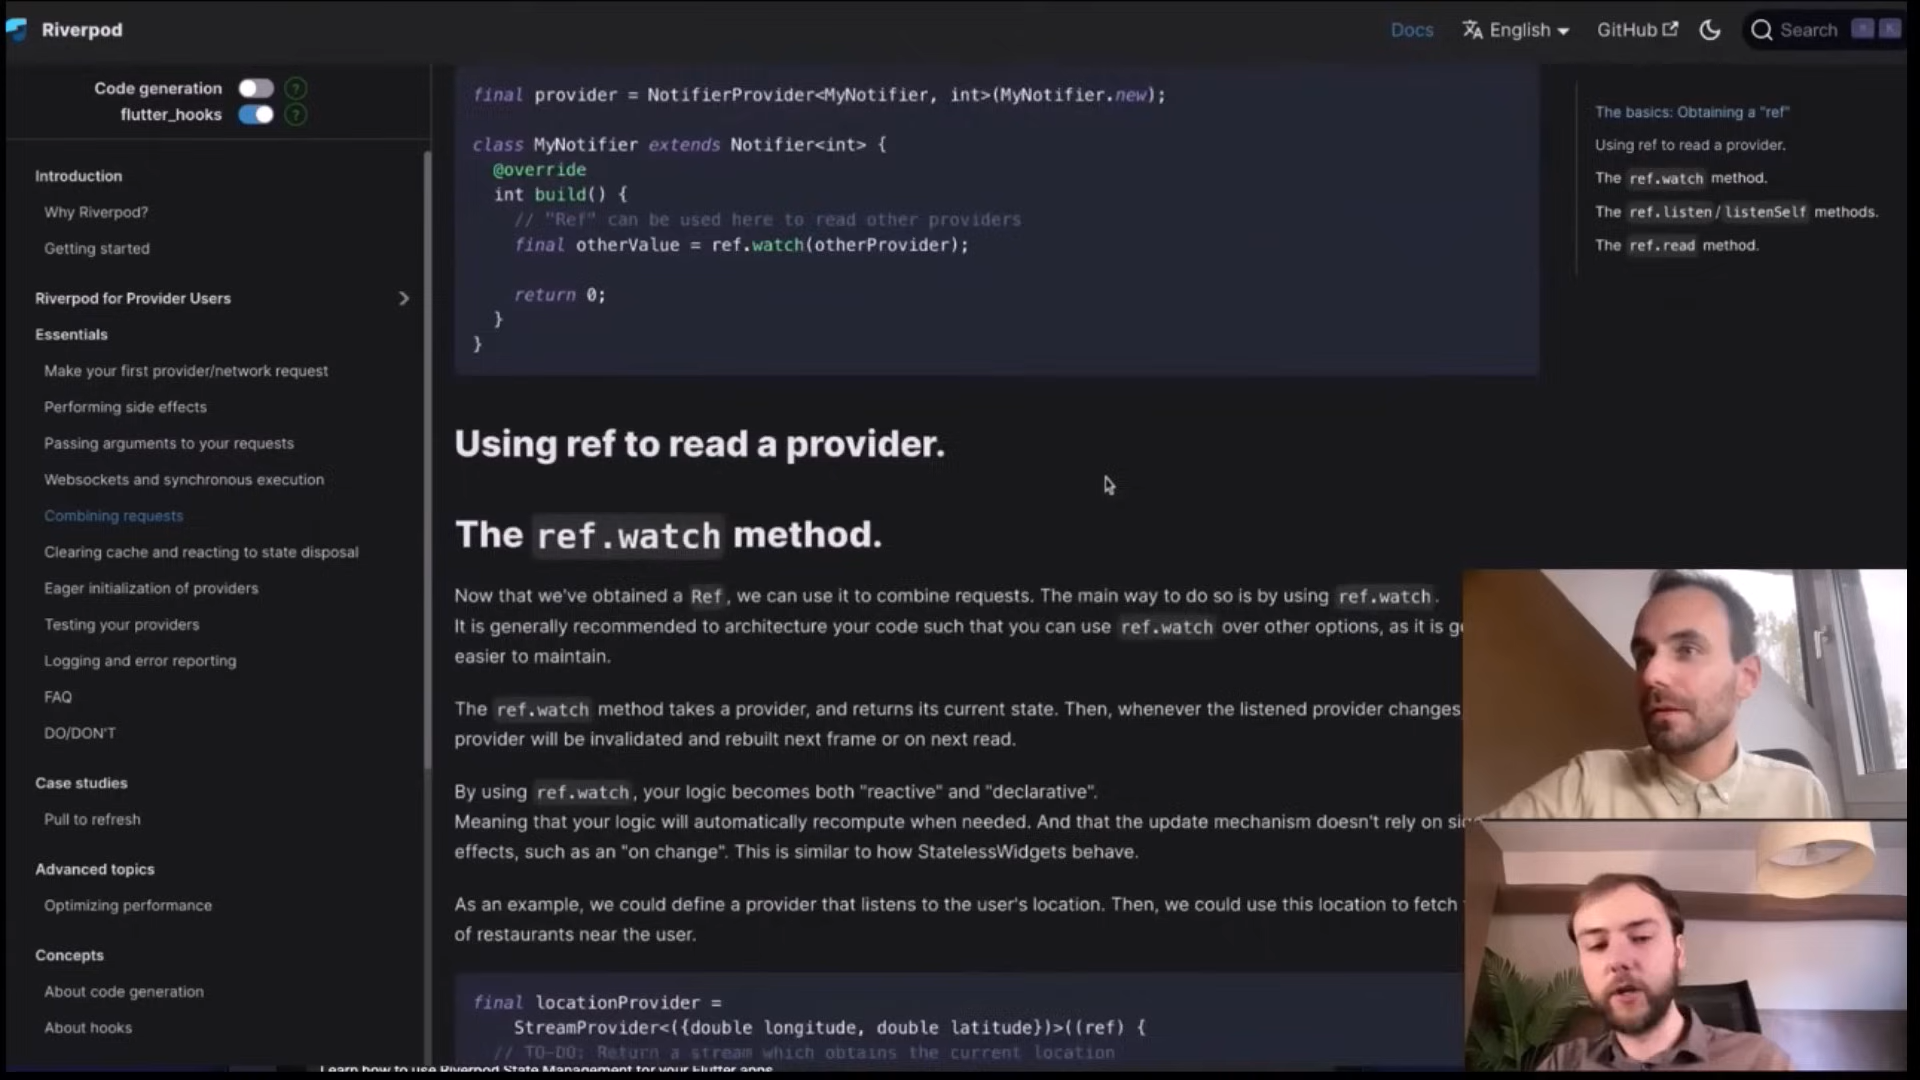 Riverpod
Docs
English
GitHub
Search
Code generation
flutter_hooks
Introduction
Why Riverpod?
Getting started
Riverpod for Provider Users
Essentials
Make your first provider/network request
Performing side effects
Passing arguments to your requests
Websockets and synchronous execution
Combining requests
Clearing cache and reacting to state disposal
Eager initialization of providers
Testing your providers
Logging and error reporting
FAQ
DO/DON'T
Case studies
Pull to refresh
Advanced topics
Optimizing performance
Concepts
About code generation
About hooks
final provider = NotifierProvider<MyNotifier, int>(MyNotifier.new);
class MyNotifier extends Notifier<int> {
@override
int build() {
// "Ref" can be used here to read other providers
final otherValue = ref.watch(otherProvider);
return 0;
}
}
Using ref to read a provider.
The ref.watch method.
Now that we've obtained a Ref, we can use it to combine requests. The main way to do so is by using ref.watch.
It is generally recommended to architecture your code such that you can use ref.watch over other options, as it is
easier to maintain.
The ref.watch method takes a provider, and returns its current state. Then, whenever the listened provider changes,
provider will be invalidated and rebuilt next frame or on next read.
By using ref.watch, your logic becomes both "reactive" and "declarative".
Meaning that your logic will automatically recompute when needed. And that the update mechanism doesn't rely on
effects, such as an "on change". This is similar to how StatelessWidgets behave.
As an example, we could define a provider that listens to the user's location. Then, we could use this location to fetch
of restaurants near the user.
final locationProvider =
StreamProvider<({double longitude, double latitude})>((ref) {
// TO-DO: Return a stream which obtains the current location
Learn how to use Riverpod State Management for your Flutter apps
The basics: Obtaining a "ref"
Using ref to read a provider.
The ref.watch method.
The ref.listen/listenSelf methods.
The ref.read method.